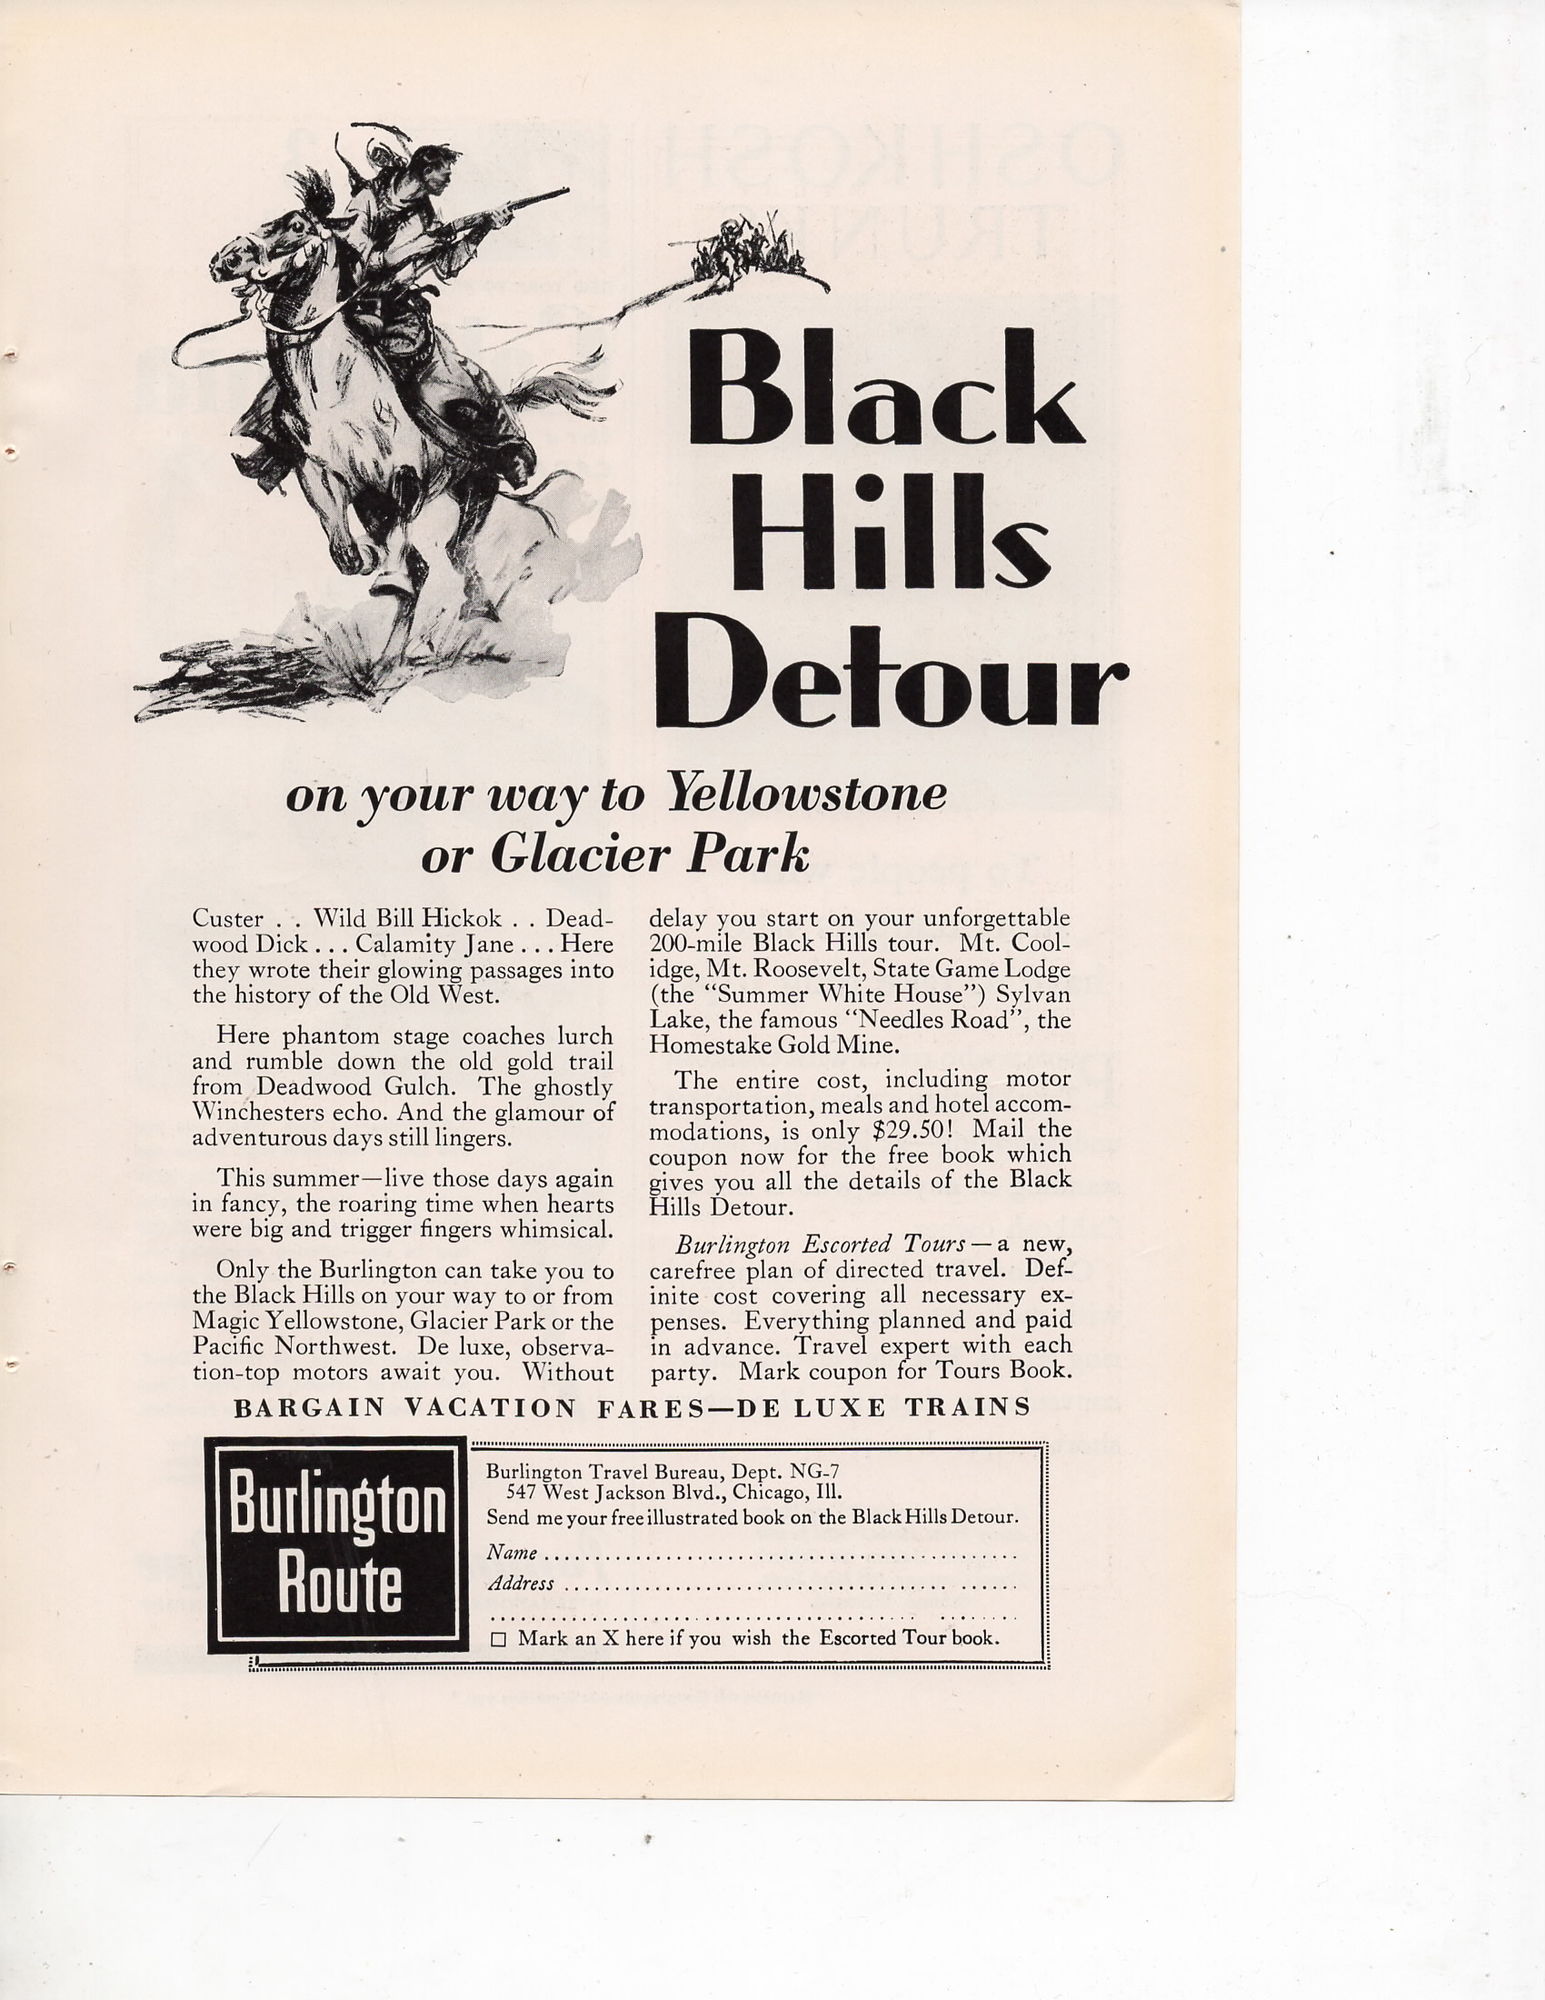 Black
Hills
Detour
on your way to Yellowstone
or Glacier Park
Custer . . Wild Bill Hickok . . Dead-
wood Dick . . . Calamity Jane . . . Here
they wrote their glowing passages into
the history of the Old West.
Here phantom stage coaches lurch
and rumble down the old gold trail
from Deadwood Gulch. The ghostly
Winchesters echo. And the glamour of
adventurous days still lingers.
This summer—live those days again
in fancy, the roaring time when hearts
were big and trigger fingers whimsical.
Only the Burlington can take you to
the Black Hills on your way to or from
Magic Yellowstone, Glacier Park or the
Pacific Northwest. De luxe, observa-
tion-top motors await you. Without
delay you start on your unforgettable
200-mile Black Hills tour. Mt. Cool-
idge, Mt. Roosevelt, State Game Lodge
(the "Summer White House") Sylvan
Lake, the famous "Needles Road", the
Homestake Gold Mine.
The entire cost, including motor
transportation, meals and hotel accom-
modations, is only $29.50! Mail the
coupon now for the free book which
gives you all the details of the Black
Hills Detour.
Burlington Escorted Tours—a new,
carefree plan of directed travel. Def-
inite cost covering all necessary ex-
penses. Everything planned and paid
in advance. Travel expert with each
party. Mark coupon for Tours Book.
BARGAIN VACATION FARES—DE LUXE TRAINS
Burlington
Route
Burlington Travel Bureau, Dept. NG-7
547 West Jackson Blvd., Chicago, Ill.
Send me your free illustrated book on the Black Hills Detour.
Name
Address
☐ Mark an X here if you wish the Escorted Tour book.